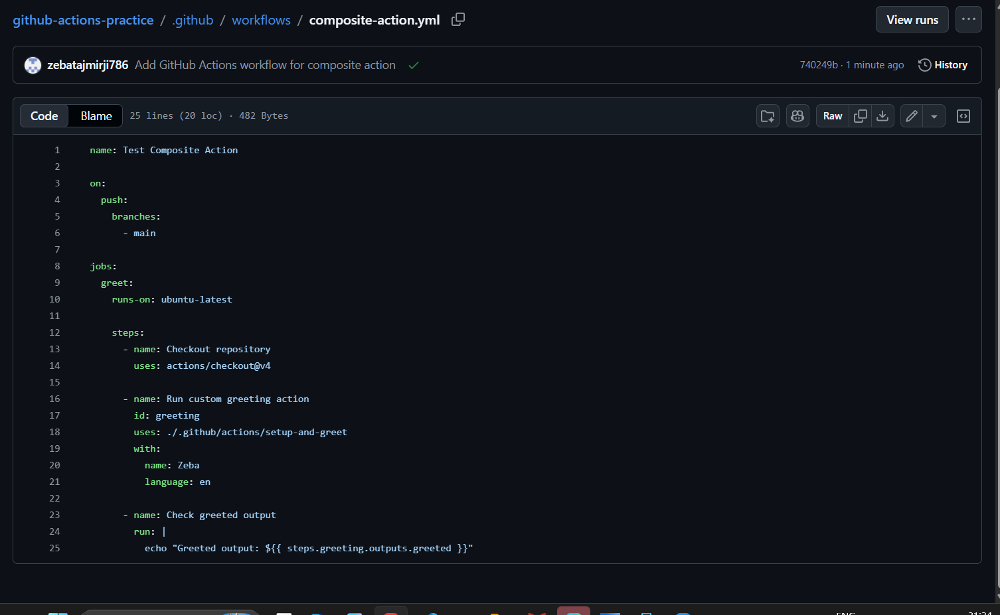 github-actions-practice / .github / workflows / composite-action.yml
View runs
zebatajmirji786 Add GitHub Actions workflow for composite action
740249b · 1 minute ago
History
Code
Blame
25 lines (20 loc) · 482 Bytes
Raw
1 name: Test Composite Action
2
3 on:
4   push:
5     branches:
6       - main
7
8 jobs:
9   greet:
10     runs-on: ubuntu-latest
11
12     steps:
13       - name: Checkout repository
14         uses: actions/checkout@v4
15
16       - name: Run custom greeting action
17         id: greeting
18         uses: ./.github/actions/setup-and-greet
19         with:
20           name: Zeba
21           language: en
22
23       - name: Check greeted output
24         run: |
25           echo "Greeted output: ${{ steps.greeting.outputs.greeted }}"